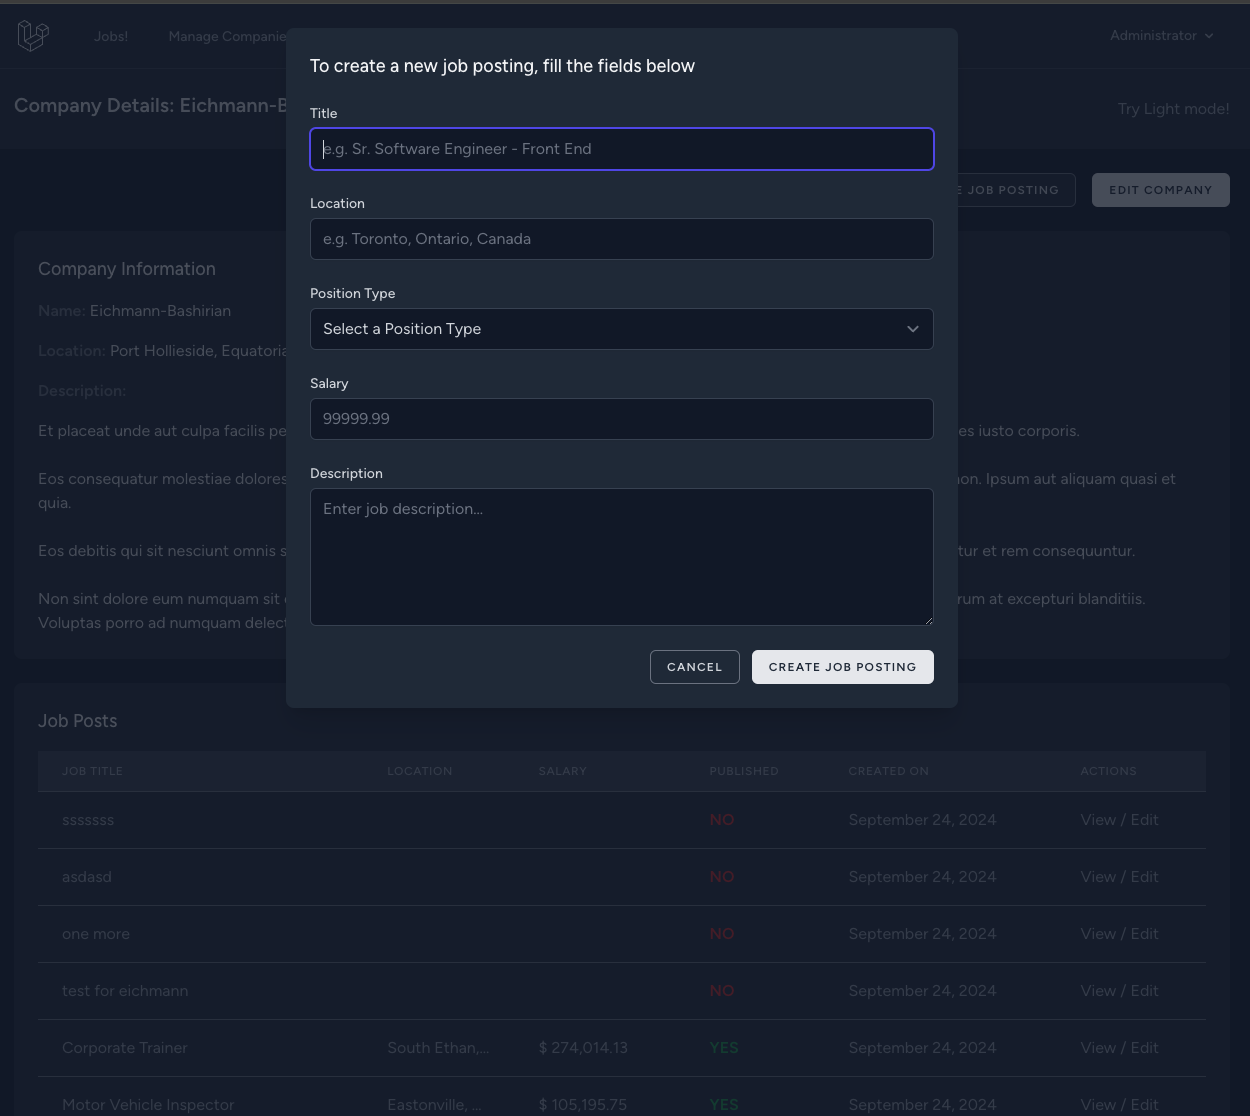 Jobs!
Manage Companie
Administrator
Company Details: Eichmann-B
Try Light mode!
E JOB POSTING
EDIT COMPANY
To create a new job posting, fill the fields below
Title
e.g. Sr. Software Engineer - Front End
Location
e.g. Toronto, Ontario, Canada
Position Type
Select a Position Type
Salary
99999.99
Description
Enter job description...
CANCEL
CREATE JOB POSTING
Company Information
Name: Eichmann-Bashirian
Location: Port Hollieside, Equatoria
Description:
Et placeat unde aut culpa facilis pe es iusto corporis.
Eos consequatur molestiae dolores non. Ipsum aut aliquam quasi et
quia.
Eos debitis qui sit nesciunt omnis s tur et rem consequuntur.
Non sint dolore eum numquam sit rum at excepturi blanditiis.
Voluptas porro ad numquam delect
Job Posts
JOB TITLE LOCATION SALARY PUBLISHED CREATED ON ACTIONS
sssssss NO September 24, 2024 View / Edit
asdasd NO September 24, 2024 View / Edit
one more NO September 24, 2024 View / Edit
test for eichmann NO September 24, 2024 View / Edit
Corporate Trainer South Ethan,... $ 274,014.13 YES September 24, 2024 View / Edit
Motor Vehicle Inspector Eastonville, ... $ 105,195.75 YES September 24, 2024 View / Edit